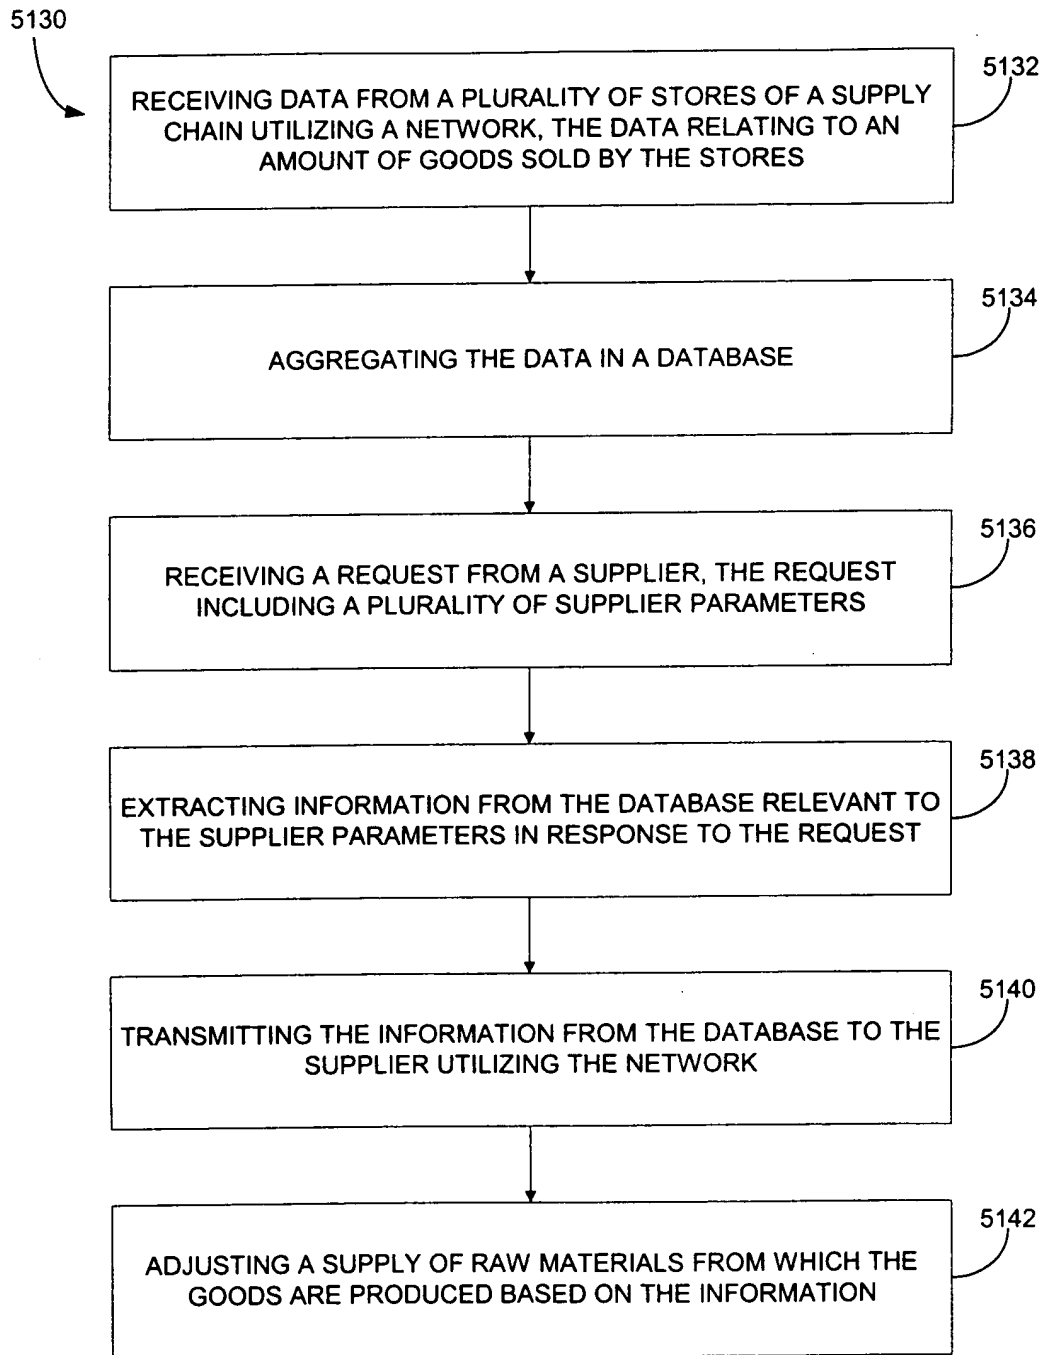 5130
5132
RECEIVING DATA FROM A PLURALITY OF STORES OF A SUPPLY
CHAIN UTILIZING A NETWORK, THE DATA RELATING TO AN
AMOUNT OF GOODS SOLD BY THE STORES
5134
AGGREGATING THE DATA IN A DATABASE
5136
RECEIVING A REQUEST FROM A SUPPLIER, THE REQUEST
INCLUDING A PLURALITY OF SUPPLIER PARAMETERS
5138
EXTRACTING INFORMATION FROM THE DATABASE RELEVANT TO
THE SUPPLIER PARAMETERS IN RESPONSE TO THE REQUEST
5140
TRANSMITTING THE INFORMATION FROM THE DATABASE TO THE
SUPPLIER UTILIZING THE NETWORK
5142
ADJUSTING A SUPPLY OF RAW MATERIALS FROM WHICH THE
GOODS ARE PRODUCED BASED ON THE INFORMATION